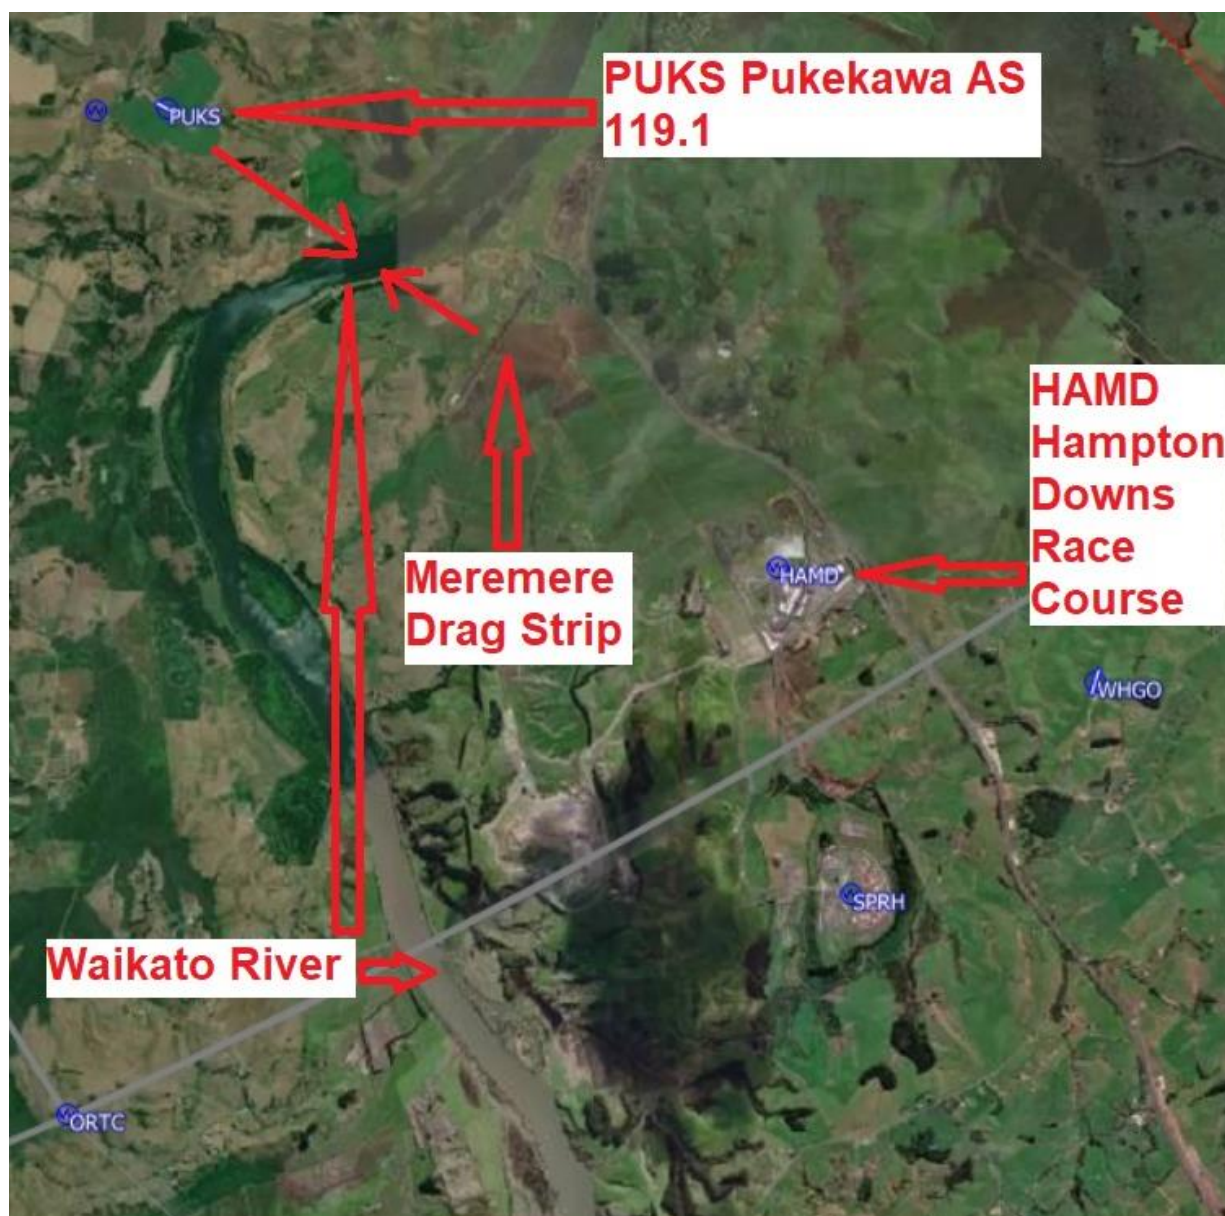 PUKS Pukekawa AS
119.1
PUKS
HAMD
Hampton
Downs
Race
Course
Meremere
Drag Strip
HAMD
WHGO
SPRH
Waikato River
ORTC